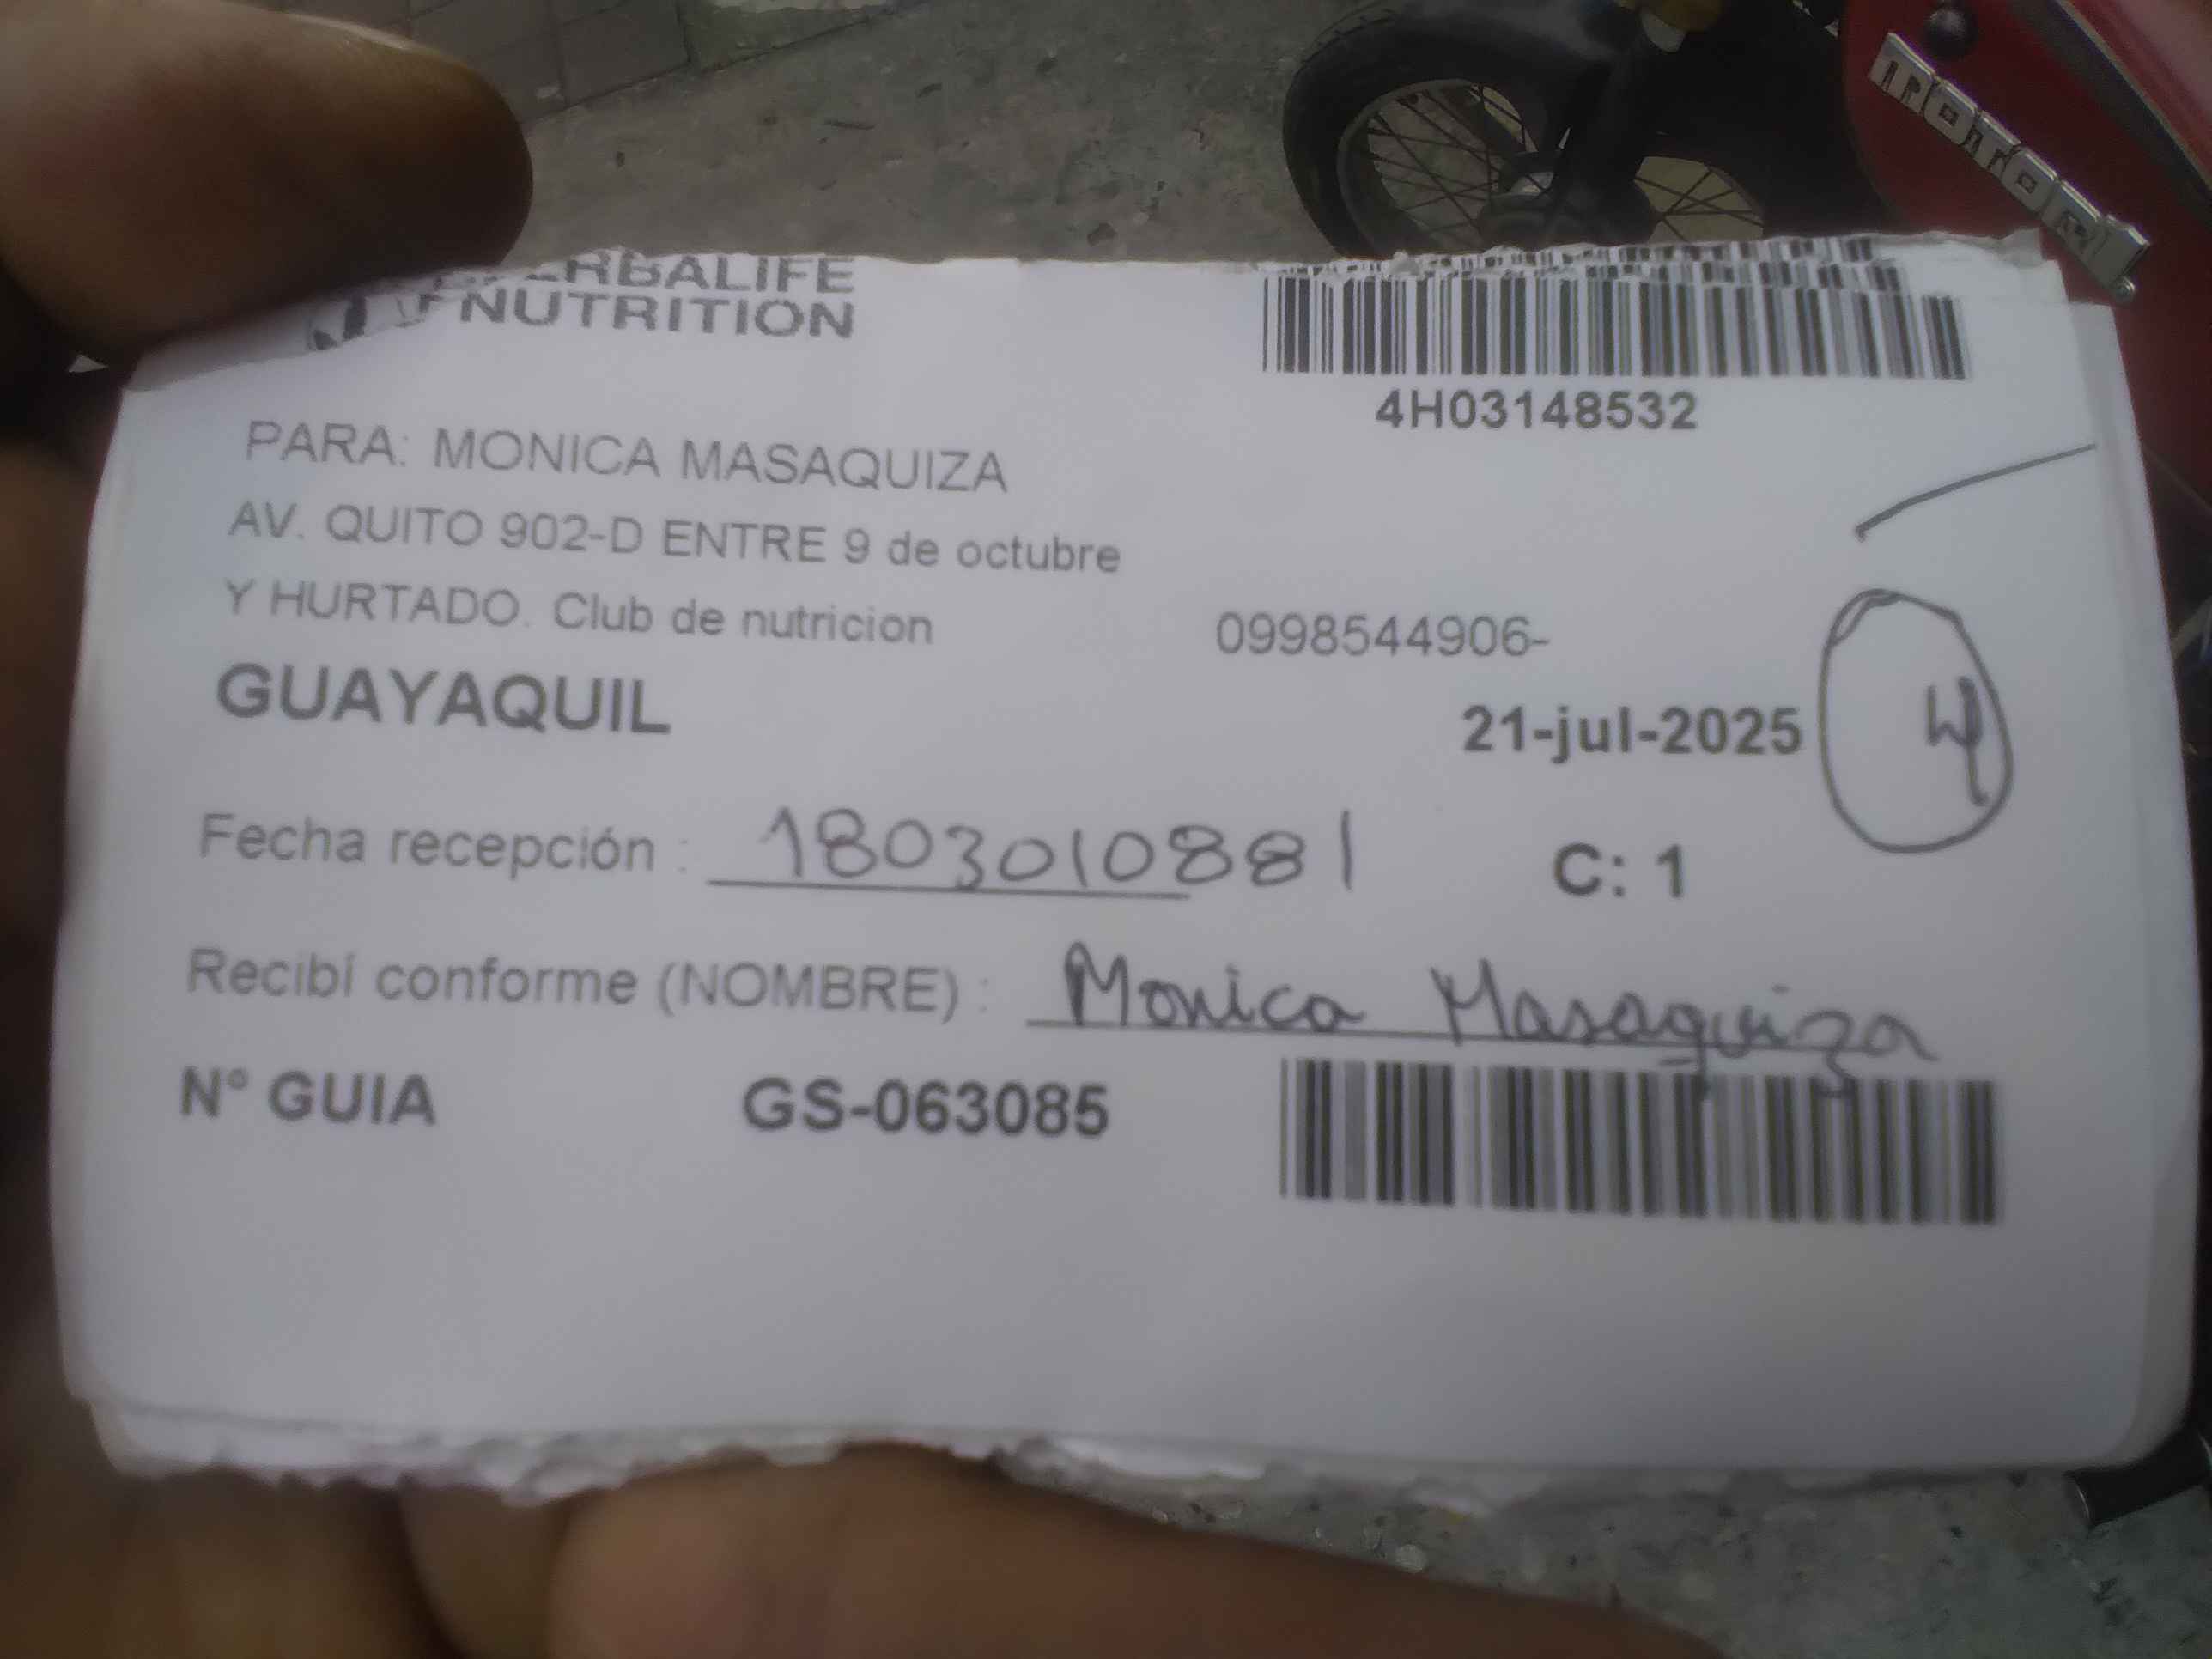 HERBALIFE
NUTRITION
4H03148532
PARA: MONICA MASAQUIZA
AV. QUITO 902-D ENTRE 9 de octubre
Y HURTADO. Club de nutricion
0998544906-
GUAYAQUIL
21-jul-2025
4
Fecha recepción : 1803010881
C: 1
Recibí conforme (NOMBRE) : Monica Masaquiza
N° GUIA GS-063085